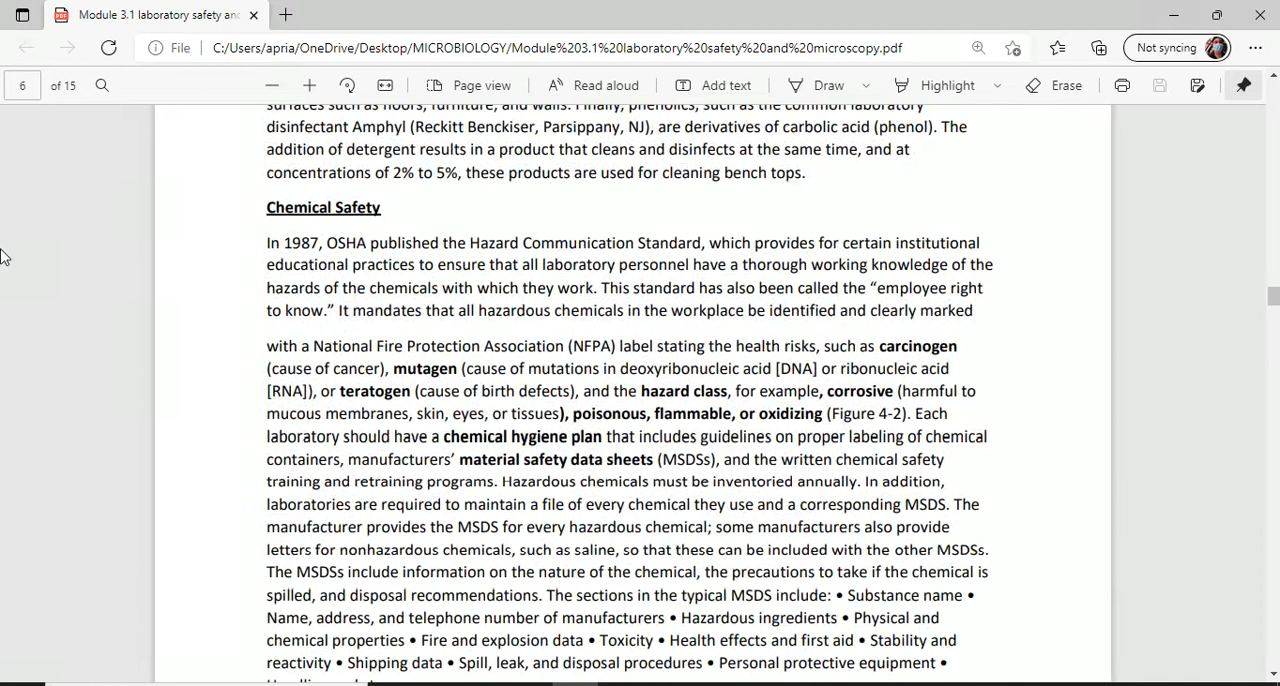 Module 3.1 laboratory safety and
File C:/Users/apria/OneDrive/Desktop/MICROBIOLOGY/Module%203.1%20laboratory%20safety%20and%20microscopy.pdf Not syncing
6 of 15 Page view Read aloud Add text Draw Highlight Erase
surfaces such as floors, furniture, and walls. Finally, phenolics, such as the common laboratory
disinfectant Amphyl (Reckitt Benckiser, Parsippany, NJ), are derivatives of carbolic acid (phenol). The
addition of detergent results in a product that cleans and disinfects at the same time, and at
concentrations of 2% to 5%, these products are used for cleaning bench tops.
Chemical Safety
In 1987, OSHA published the Hazard Communication Standard, which provides for certain institutional
educational practices to ensure that all laboratory personnel have a thorough working knowledge of the
hazards of the chemicals with which they work. This standard has also been called the “employee right
to know.” It mandates that all hazardous chemicals in the workplace be identified and clearly marked
with a National Fire Protection Association (NFPA) label stating the health risks, such as carcinogen
(cause of cancer), mutagen (cause of mutations in deoxyribonucleic acid [DNA] or ribonucleic acid
[RNA]), or teratogen (cause of birth defects), and the hazard class, for example, corrosive (harmful to
mucous membranes, skin, eyes, or tissues), poisonous, flammable, or oxidizing (Figure 4-2). Each
laboratory should have a chemical hygiene plan that includes guidelines on proper labeling of chemical
containers, manufacturers’ material safety data sheets (MSDSs), and the written chemical safety
training and retraining programs. Hazardous chemicals must be inventoried annually. In addition,
laboratories are required to maintain a file of every chemical they use and a corresponding MSDS. The
manufacturer provides the MSDS for every hazardous chemical; some manufacturers also provide
letters for nonhazardous chemicals, such as saline, so that these can be included with the other MSDSs.
The MSDSs include information on the nature of the chemical, the precautions to take if the chemical is
spilled, and disposal recommendations. The sections in the typical MSDS include: • Substance name •
Name, address, and telephone number of manufacturers • Hazardous ingredients • Physical and
chemical properties • Fire and explosion data • Toxicity • Health effects and first aid • Stability and
reactivity • Shipping data • Spill, leak, and disposal procedures • Personal protective equipment •